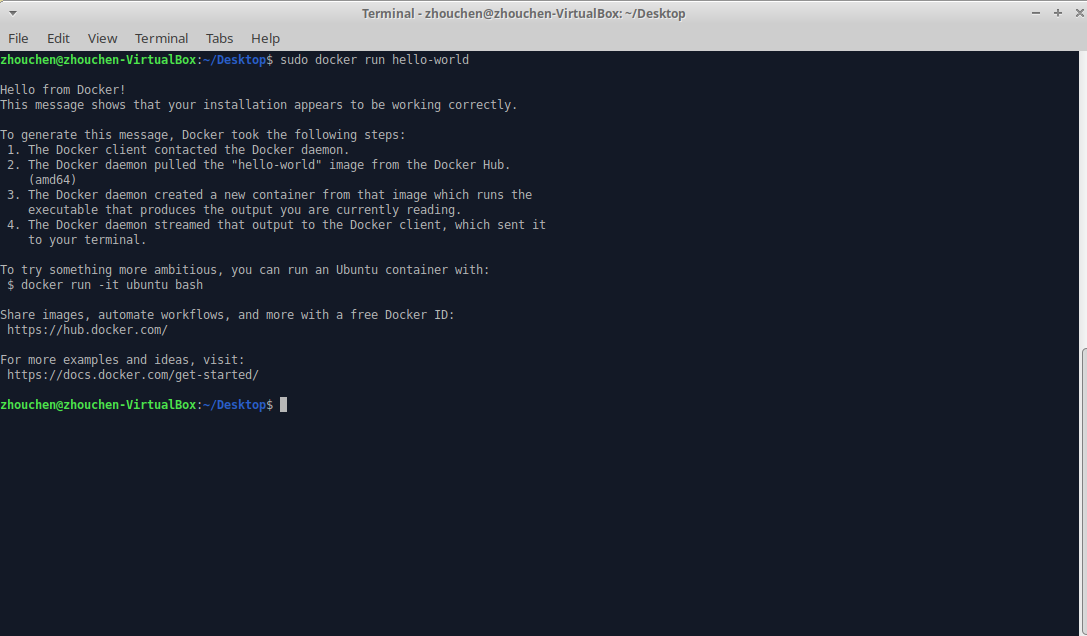 Terminal - zhouchen@zhouchen-VirtualBox: ~/Desktop
File Edit View Terminal Tabs Help
zhouchen@zhouchen-VirtualBox:~/Desktop$ sudo docker run hello-world
Hello from Docker!
This message shows that your installation appears to be working correctly.
To generate this message, Docker took the following steps:
1. The Docker client contacted the Docker daemon.
2. The Docker daemon pulled the "hello-world" image from the Docker Hub.
(amd64)
3. The Docker daemon created a new container from that image which runs the
executable that produces the output you are currently reading.
4. The Docker daemon streamed that output to the Docker client, which sent it
to your terminal.
To try something more ambitious, you can run an Ubuntu container with:
$ docker run -it ubuntu bash
Share images, automate workflows, and more with a free Docker ID:
https://hub.docker.com/
For more examples and ideas, visit:
https://docs.docker.com/get-started/
zhouchen@zhouchen-VirtualBox:~/Desktop$